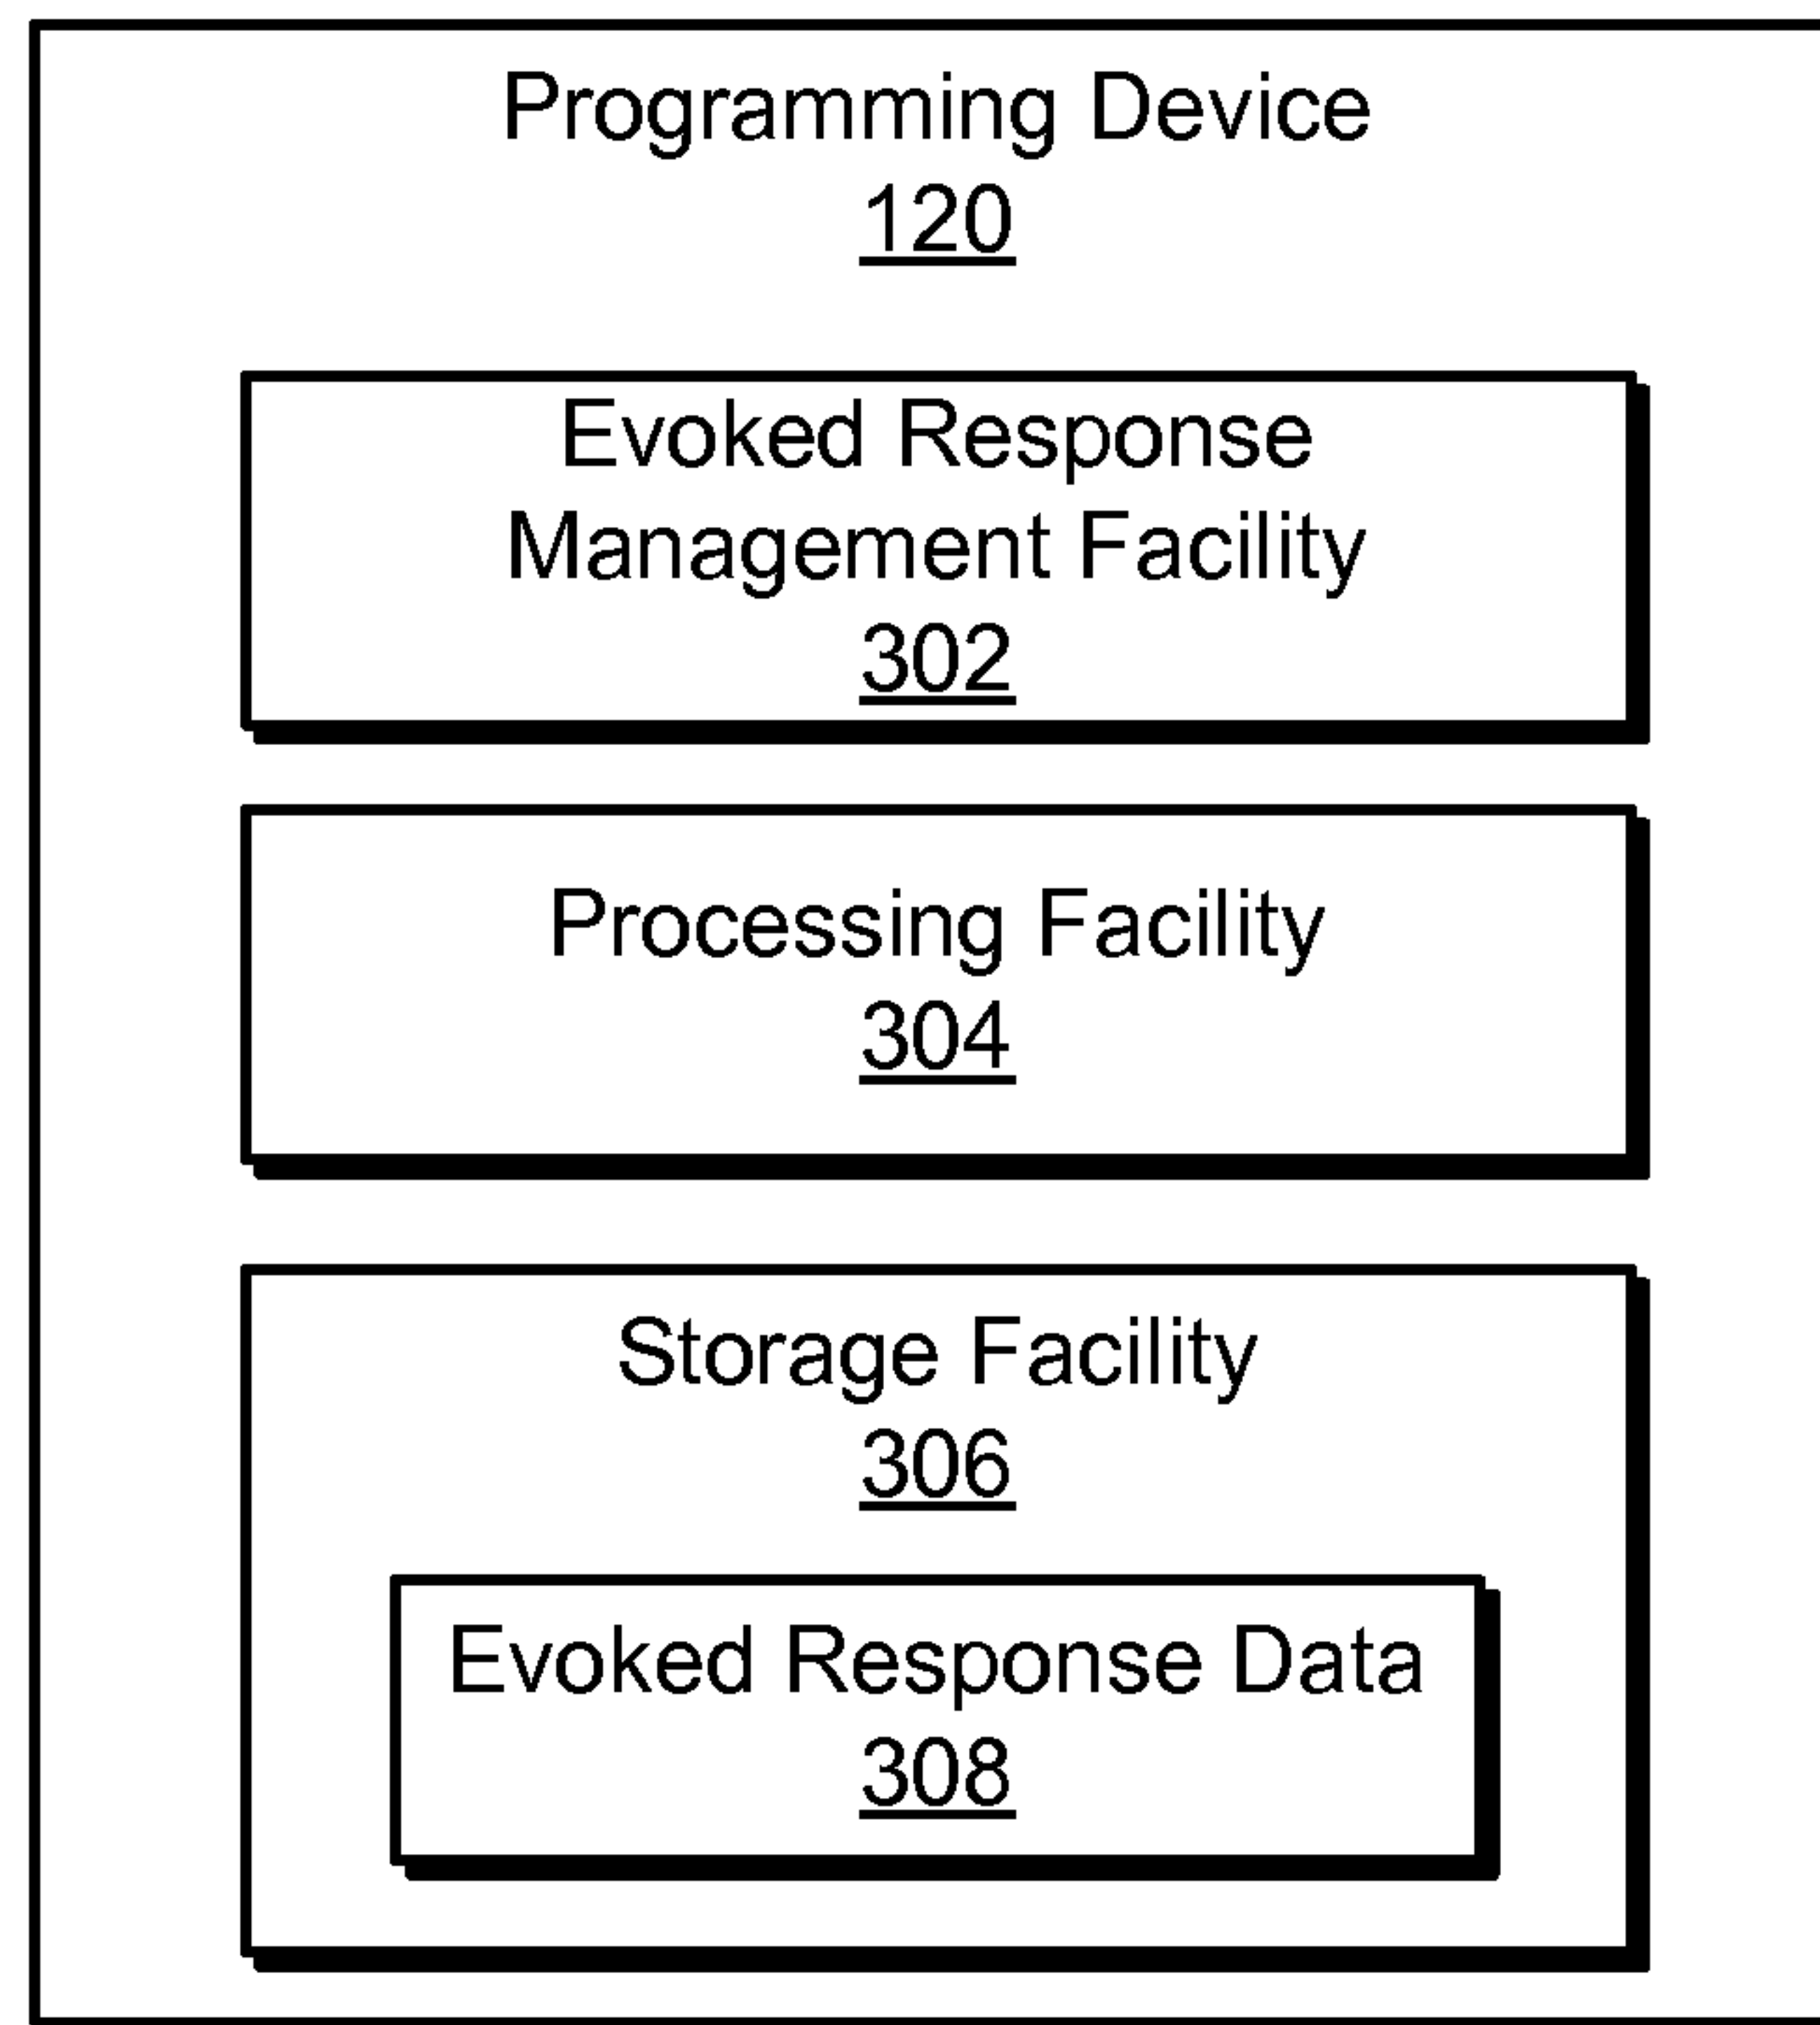 Programming Device
120
Evoked Response
Management Facility
302
Processing Facility
304
Storage Facility
306
Evoked Response Data
308